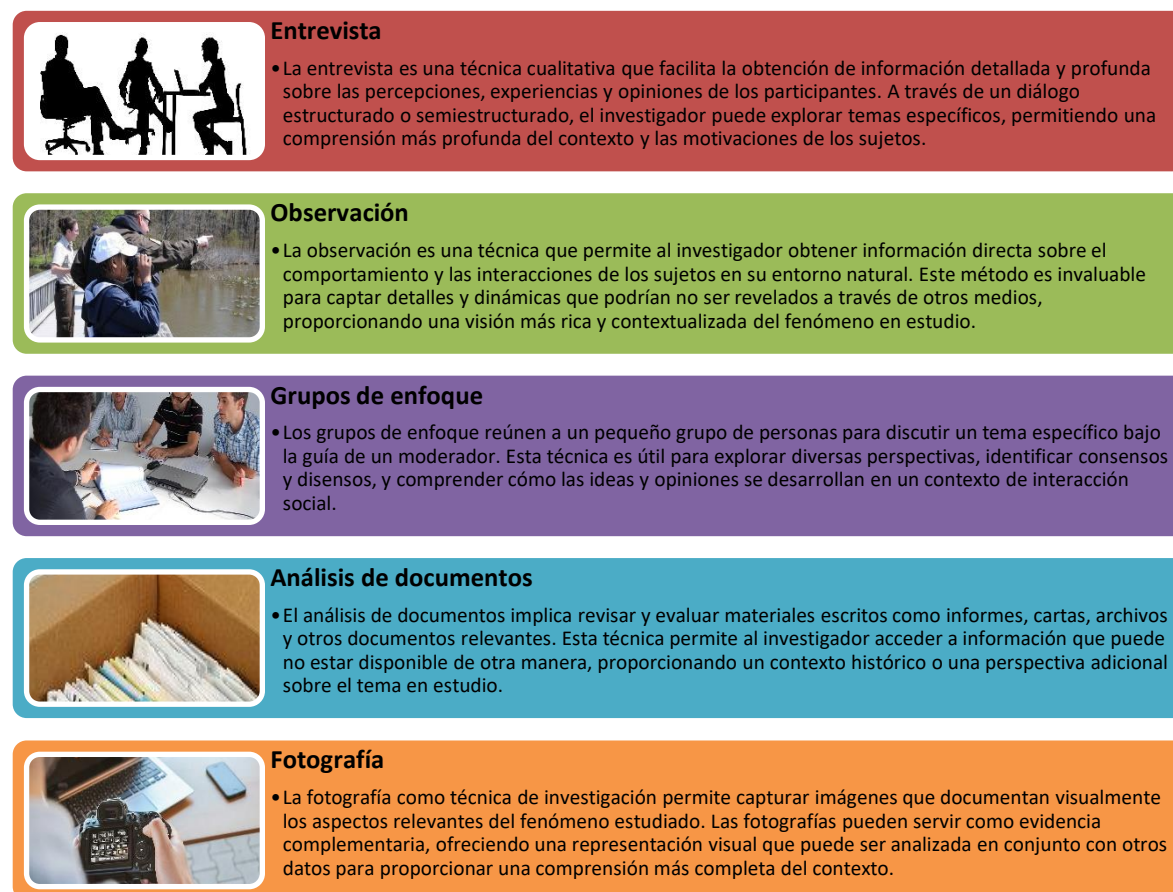 Entrevista
•La entrevista es una técnica cualitativa que facilita la obtención de información detallada y profunda
sobre las percepciones, experiencias y opiniones de los participantes. A través de un diálogo
estructurado o semiestructurado, el investigador puede explorar temas específicos, permitiendo una
comprensión más profunda del contexto y las motivaciones de los sujetos.
Observación
•La observación es una técnica que permite al investigador obtener información directa sobre el
comportamiento y las interacciones de los sujetos en su entorno natural. Este método es invaluable
para captar detalles y dinámicas que podrían no ser revelados a través de otros medios,
proporcionando una visión más rica y contextualizada del fenómeno en estudio.
Grupos de enfoque
•Los grupos de enfoque reúnen a un pequeño grupo de personas para discutir un tema específico bajo
la guía de un moderador. Esta técnica es útil para explorar diversas perspectivas, identificar consensos
y disensos, y comprender cómo las ideas y opiniones se desarrollan en un contexto de interacción
social.
Análisis de documentos
•El análisis de documentos implica revisar y evaluar materiales escritos como informes, cartas, archivos
y otros documentos relevantes. Esta técnica permite al investigador acceder a información que puede
no estar disponible de otra manera, proporcionando un contexto histórico o una perspectiva adicional
sobre el tema en estudio.
Fotografía
•La fotografía como técnica de investigación permite capturar imágenes que documentan visualmente
los aspectos relevantes del fenómeno estudiado. Las fotografías pueden servir como evidencia
complementaria, ofreciendo una representación visual que puede ser analizada en conjunto con otros
datos para proporcionar una comprensión más completa del contexto.